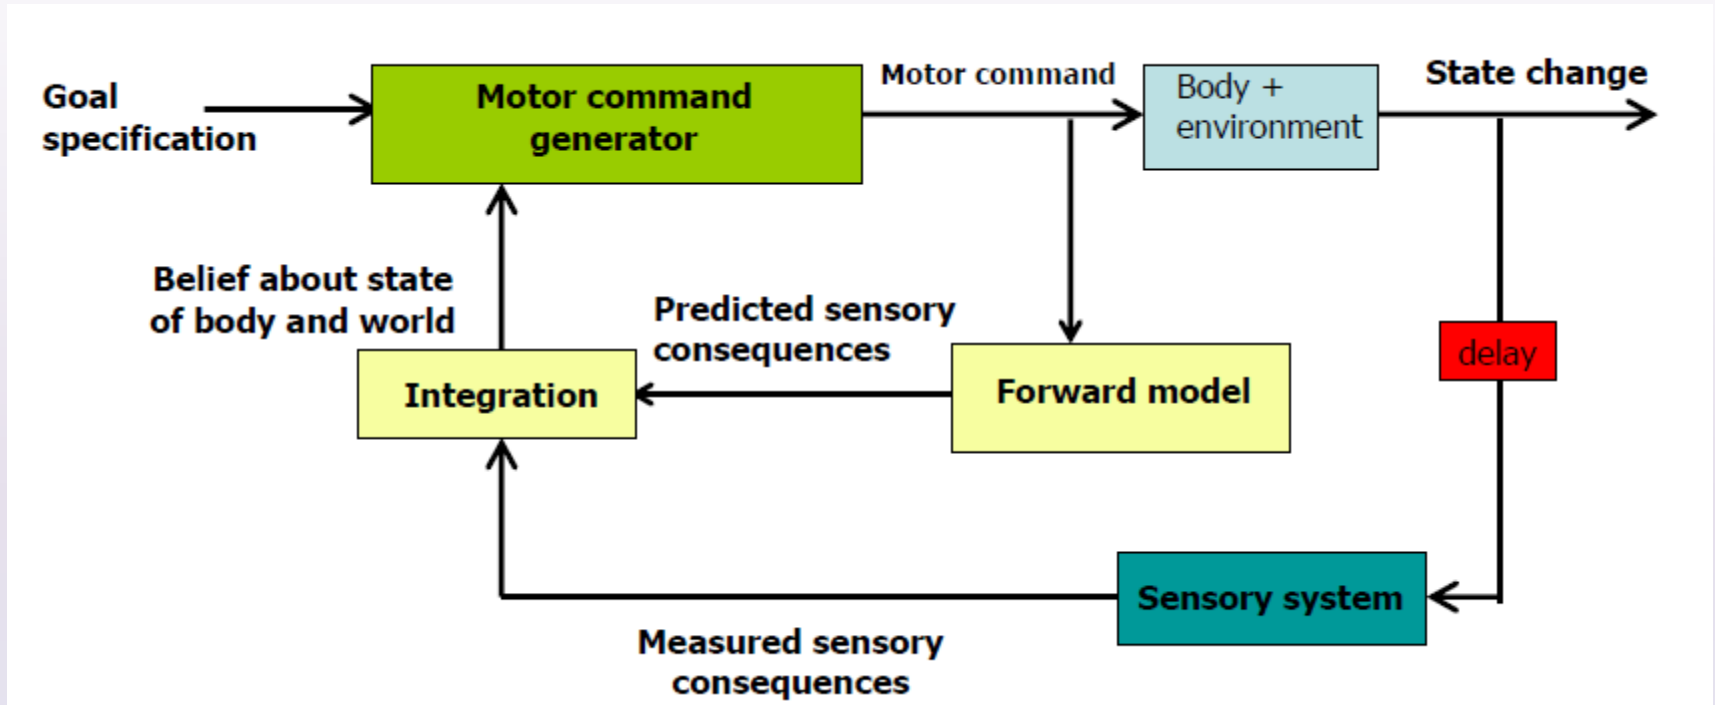 Goal
specification
Motor command
generator
Motor command
Body +
environment
State change
Belief about state
of body and world
Predicted sensory
consequences
delay
Integration
Forward model
Sensory system
Measured sensory
consequences